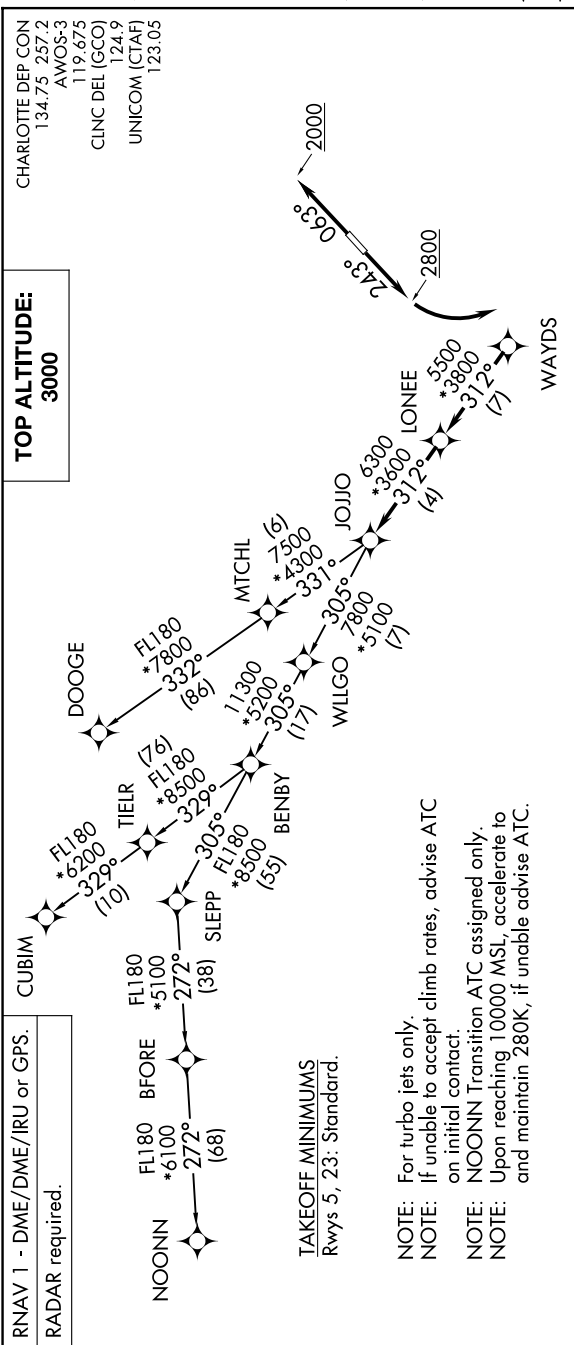 RNAV 1 - DME/DME/IRU or GPS.
RADAR required.
TOP ALTITUDE:
3000
CHARLOTTE DEP CON
134.75 257.2
AWOS-3
119.675
CLNC DEL (GCO)
124.9
UNICOM (CTAF)
123.05
CUBIM
FL180
*6200
329°
(10)
TIELR
(76)
FL180
*8500
329°
DOOGE
FL180
*7800
332°
(86)
MTCHL
(6)
7500
*4300
331°
JOJJO
6300
*3600
312°
(4)
LONEE
5500
*3800
312°
(7)
WAYDS
063°
243°
2000
2800
305°
7800
*5100
(7)
WLLGO
11300
*5200
305°
(17)
BENBY
305°
FL180
*8500
(55)
SLEPP
FL180
*5100
272°
(38)
BFORE
FL180
*6100
272°
(68)
NOONN
TAKEOFF MINIMUMS
Rwys 5, 23: Standard.
NOTE: For turbo jets only.
NOTE: If unable to accept climb rates, advise ATC
on initial contact.
NOTE: NOONN Transition ATC assigned only.
NOTE: Upon reaching 10000 MSL, accelerate to
and maintain 280K, if unable advise ATC.